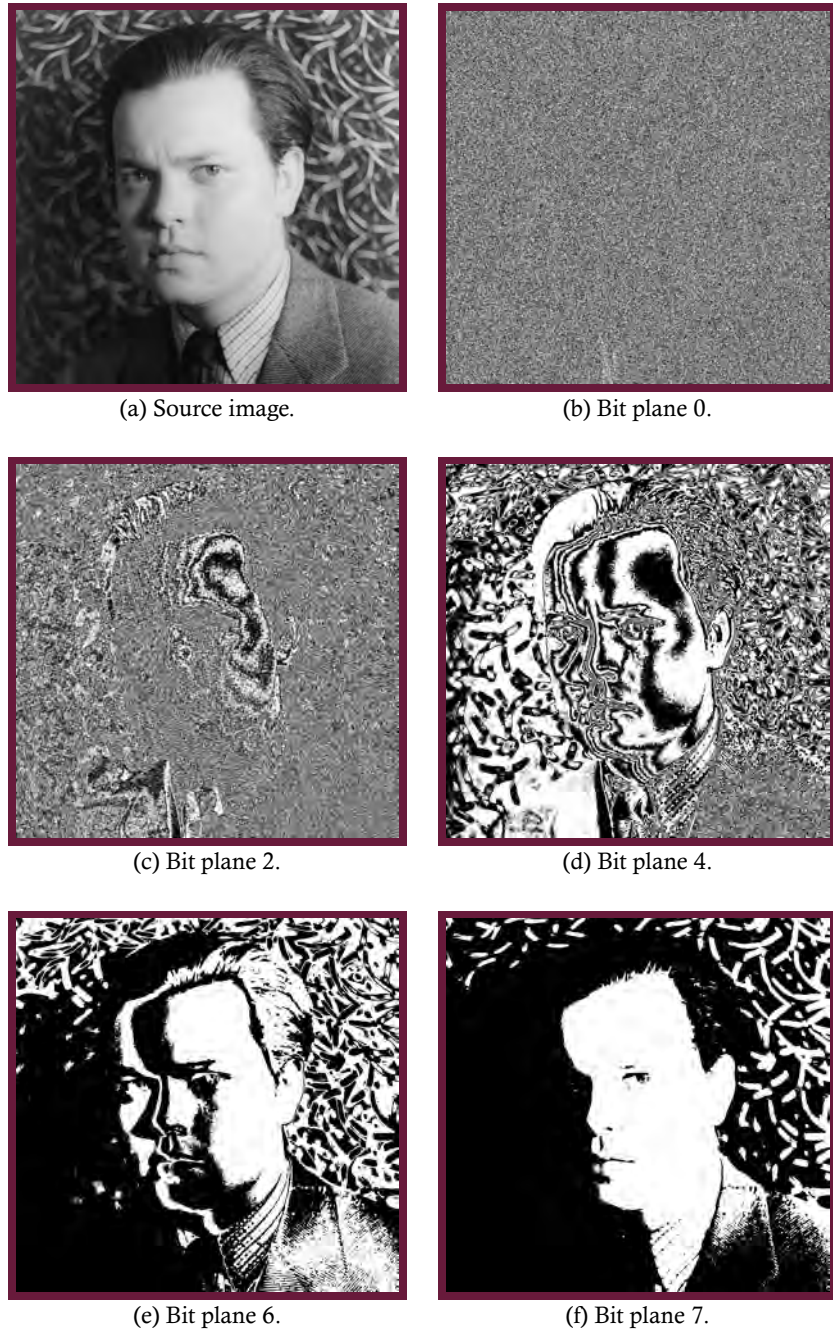 (a) Source image.
(b) Bit plane 0.
(c) Bit plane 2.
(d) Bit plane 4.
(e) Bit plane 6.
(f) Bit plane 7.